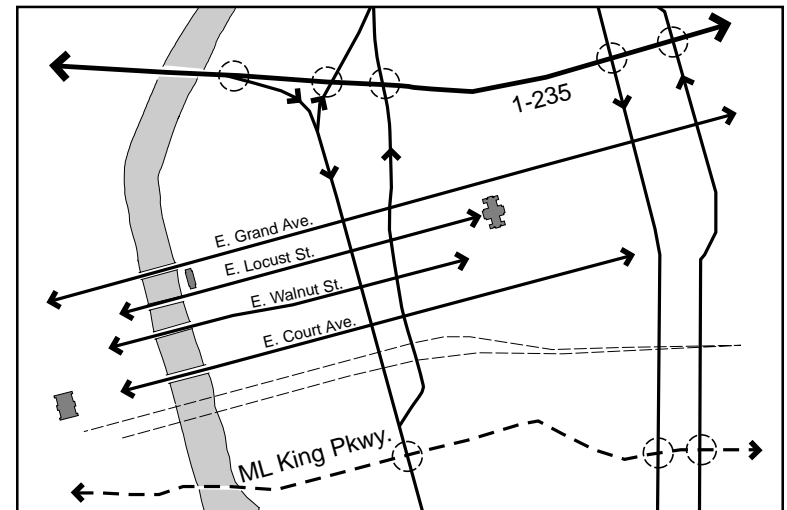 1-235
E. Grand Ave.
E. Locust St.
E. Walnut St.
E. Court Ave.
ML King Pkwy.